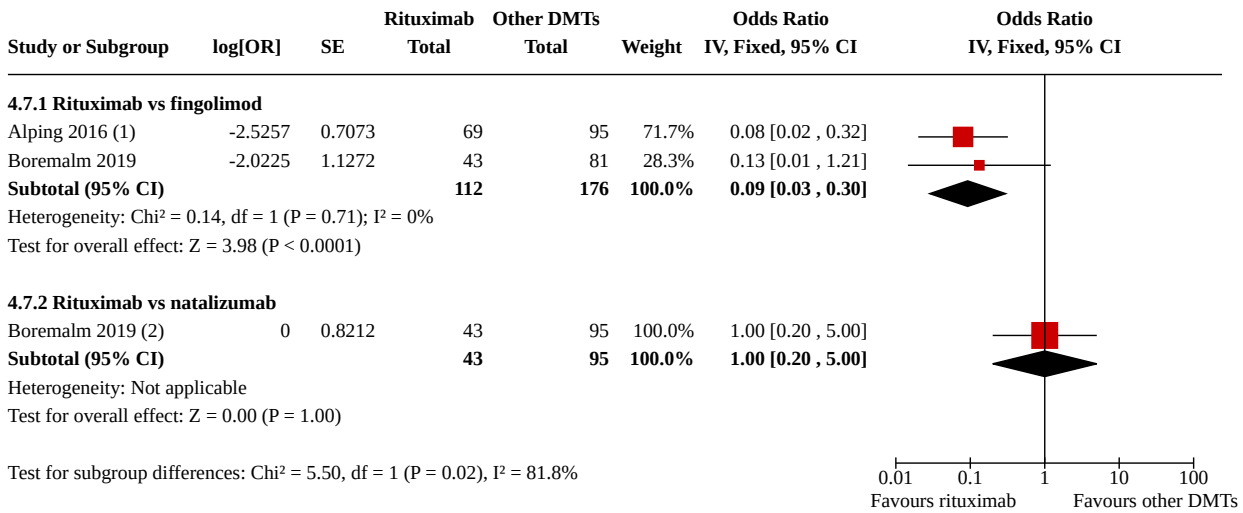 Rituximab Other DMTs Odds Ratio Odds Ratio
Study or Subgroup log[OR] SE Total Total Weight IV, Fixed, 95% CI IV, Fixed, 95% CI
4.7.1 Rituximab vs fingolimod
Alping 2016 (1) -2.5257 0.7073 69 95 71.7% 0.08 [0.02 , 0.32]
Boremalm 2019 -2.0225 1.1272 43 81 28.3% 0.13 [0.01 , 1.21]
Subtotal (95% CI) 112 176 100.0% 0.09 [0.03 , 0.30]
Heterogeneity: Chi² = 0.14, df = 1 (P = 0.71); I² = 0%
Test for overall effect: Z = 3.98 (P < 0.0001)
4.7.2 Rituximab vs natalizumab
Boremalm 2019 (2) 0 0.8212 43 95 100.0% 1.00 [0.20 , 5.00]
Subtotal (95% CI) 43 95 100.0% 1.00 [0.20 , 5.00]
Heterogeneity: Not applicable
Test for overall effect: Z = 0.00 (P = 1.00)
Test for subgroup differences: Chi² = 5.50, df = 1 (P = 0.02), I² = 81.8%
0.01 0.1 1 10 100
Favours rituximab Favours other DMTs